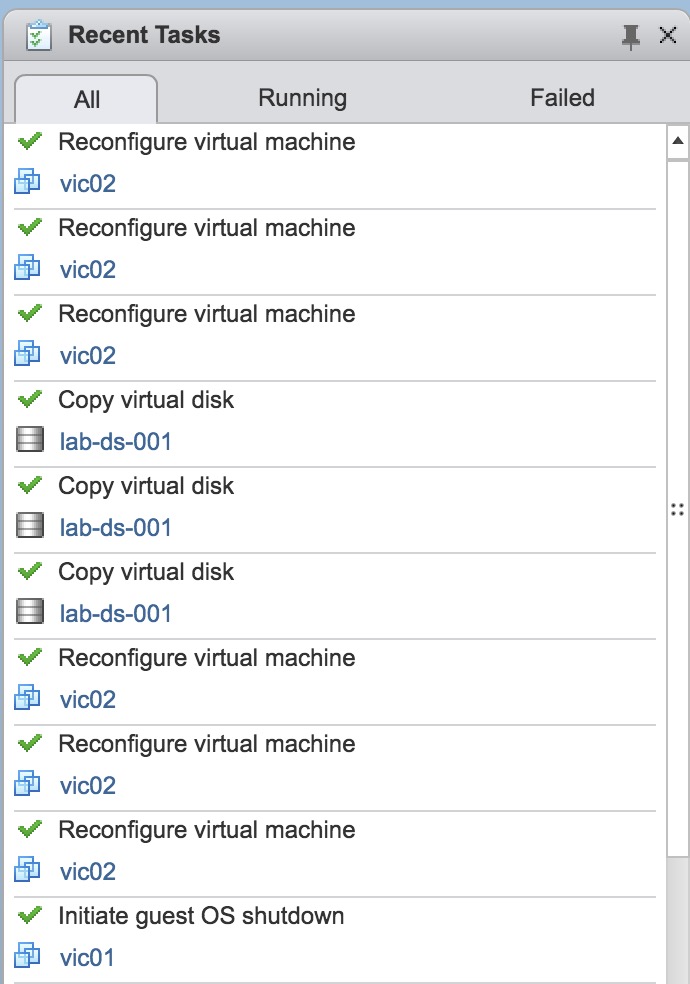 Recent Tasks
All
Running
Failed
Reconfigure virtual machine
vic02
Reconfigure virtual machine
vic02
Reconfigure virtual machine
vic02
Copy virtual disk
lab-ds-001
Copy virtual disk
lab-ds-001
Copy virtual disk
lab-ds-001
Reconfigure virtual machine
vic02
Reconfigure virtual machine
vic02
Reconfigure virtual machine
vic02
Initiate guest OS shutdown
vic01